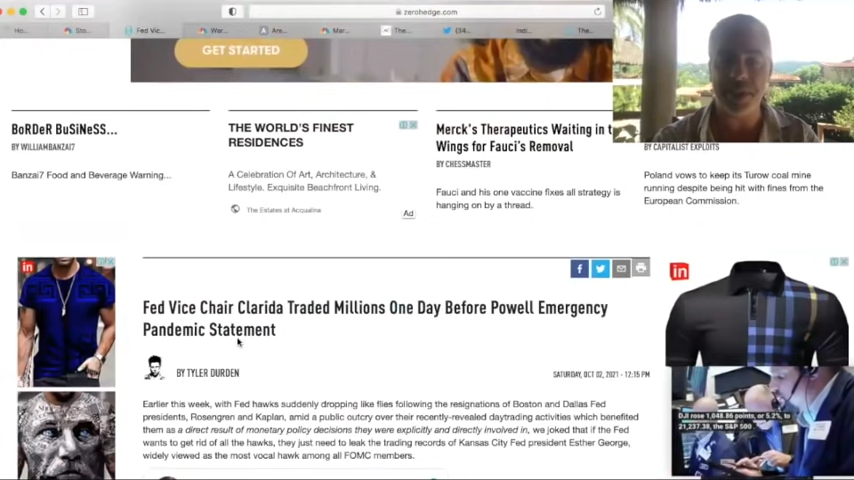 zerohedge.com
Ho...
Sto...
Fed Vic...
War...
Are...
Mar...
The...
(34...
Indi...
The...
GET STARTED
BoRDeR BuSiNeSS...
BY WILLIAMBANZAI7
Banzai7 Food and Beverage Warning...
THE WORLD'S FINEST
RESIDENCES
A Celebration Of Art, Architecture, &
Lifestyle. Exquisite Beachfront Living.
The Estates at Acqualina
Ad
Merck's Therapeutics Waiting in t
Wings for Fauci's Removal
BY CHESSMASTER
Fauci and his one vaccine fixes all strategy is
hanging on by a thread.
BY CAPITALIST EXPLOITS
Poland vows to keep its Turow coal mine
running despite being hit with fines from the
European Commission.
in
in
Fed Vice Chair Clarida Traded Millions One Day Before Powell Emergency
Pandemic Statement
BY TYLER DURDEN
SATURDAY, OCT 02, 2021 - 12:15 PM
Earlier this week, with Fed hawks suddenly dropping like flies following the resignations of Boston and Dallas Fed
presidents, Rosengren and Kaplan, amid a public outcry over their recently-revealed daytrading activities which benefited
them as a direct result of monetary policy decisions they were explicitly and directly involved in, we joked that if the Fed
wants to get rid of all the hawks, they just need to leak the trading records of Kansas City Fed president Esther George,
widely viewed as the most vocal hawk among all FOMC members.
DJI rose 1,048.86 points, or 5.2%, to
21,237.38, the S&P 500